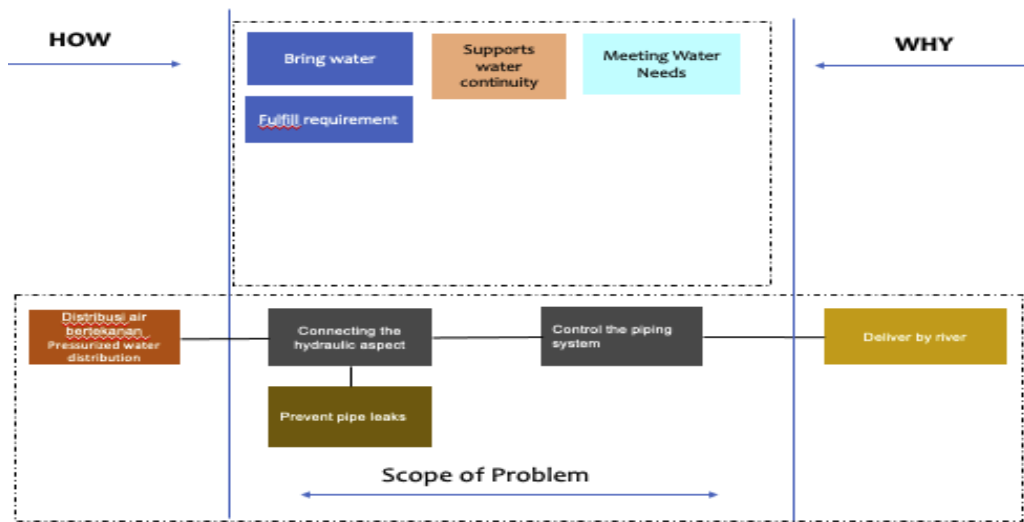 HOW
WHY
Bring water
Supports
water
continuity
Meeting Water
Needs
Fulfill requirement
Distribusi air
bertekanan
Pressurized water
distribution
Connecting the
hydraulic aspect
Control the piping
system
Deliver by river
Prevent pipe leaks
Scope of Problem